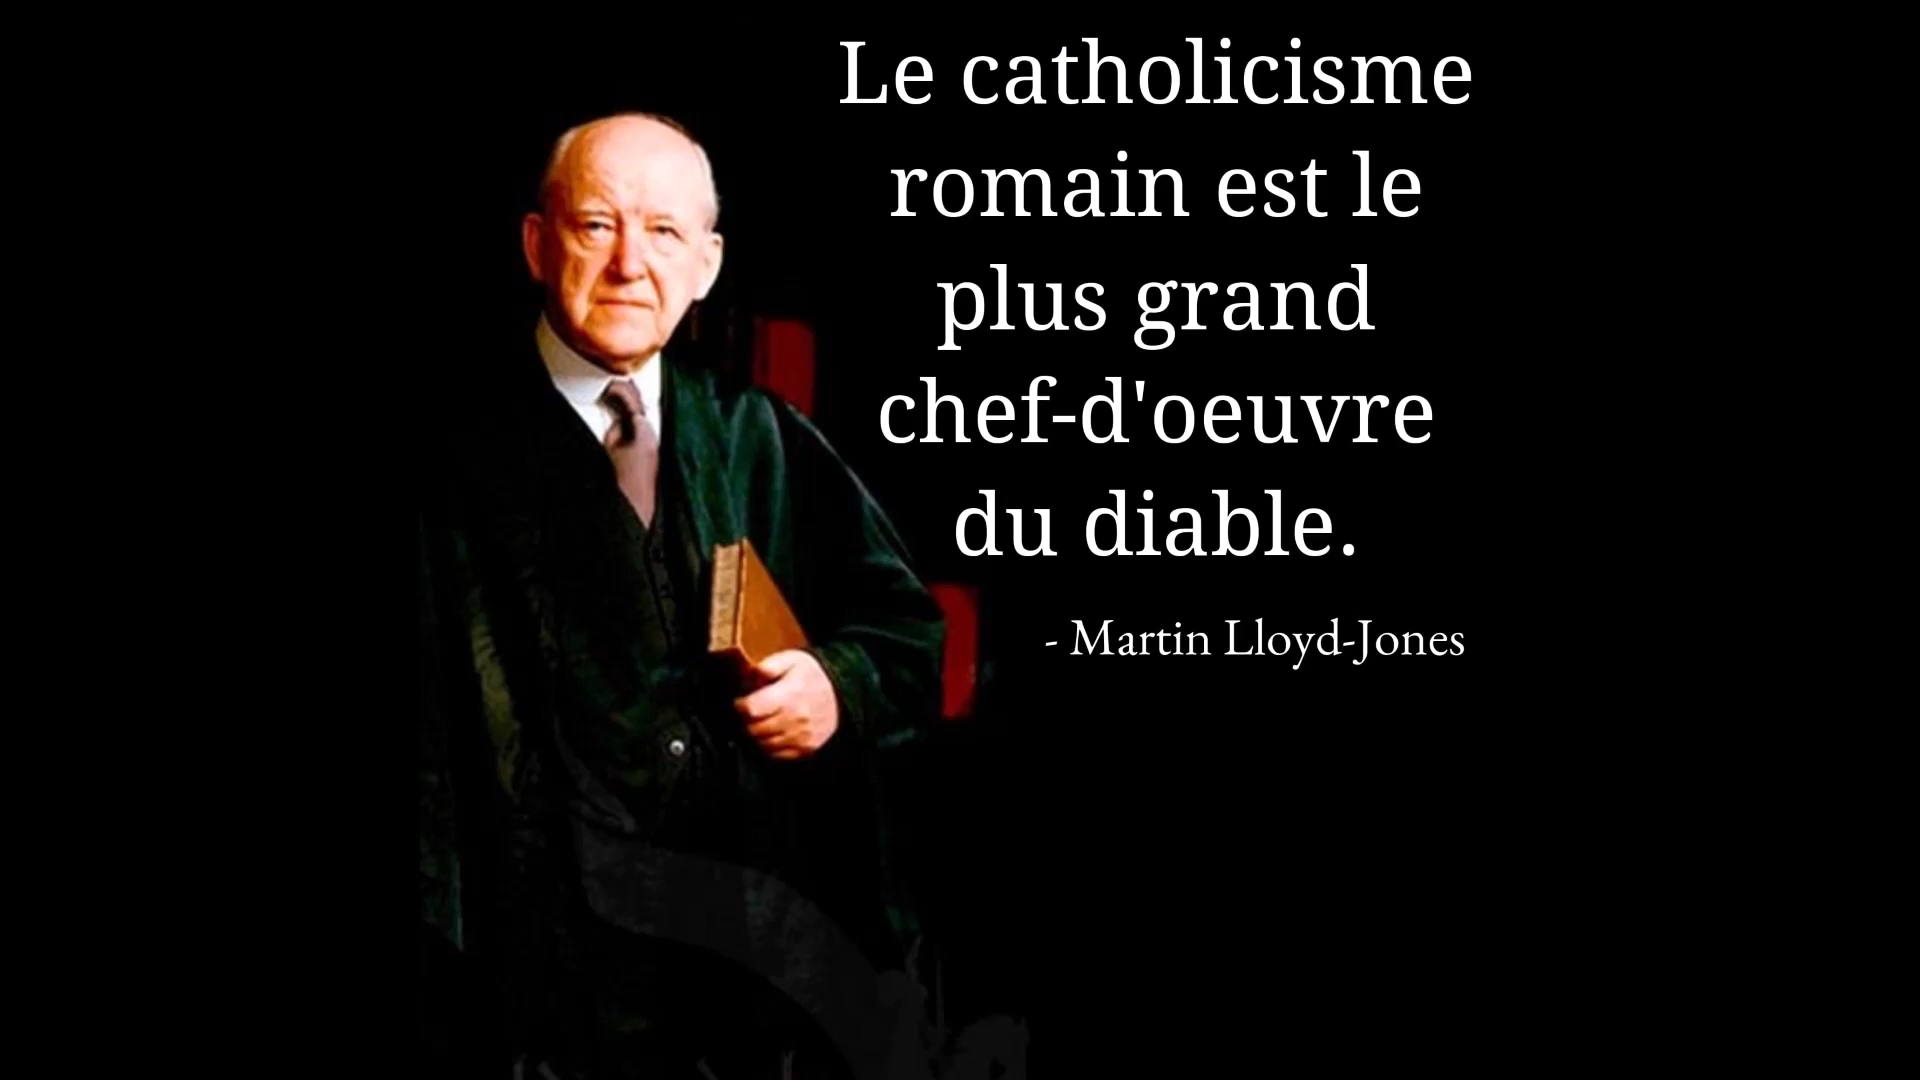 Le catholicisme
romain est le
plus grand
chef-d'oeuvre
du diable.
- Martin Lloyd-Jones